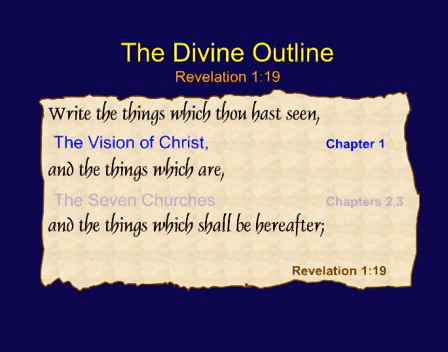 The Divine Outline
Revelation 1:19
Write the things which thou hast seen,
The Vision of Christ, Chapter 1
and the things which are,
The Seven Churches Chapters 2,3
and the things which shall be hereafter;
Revelation 1:19